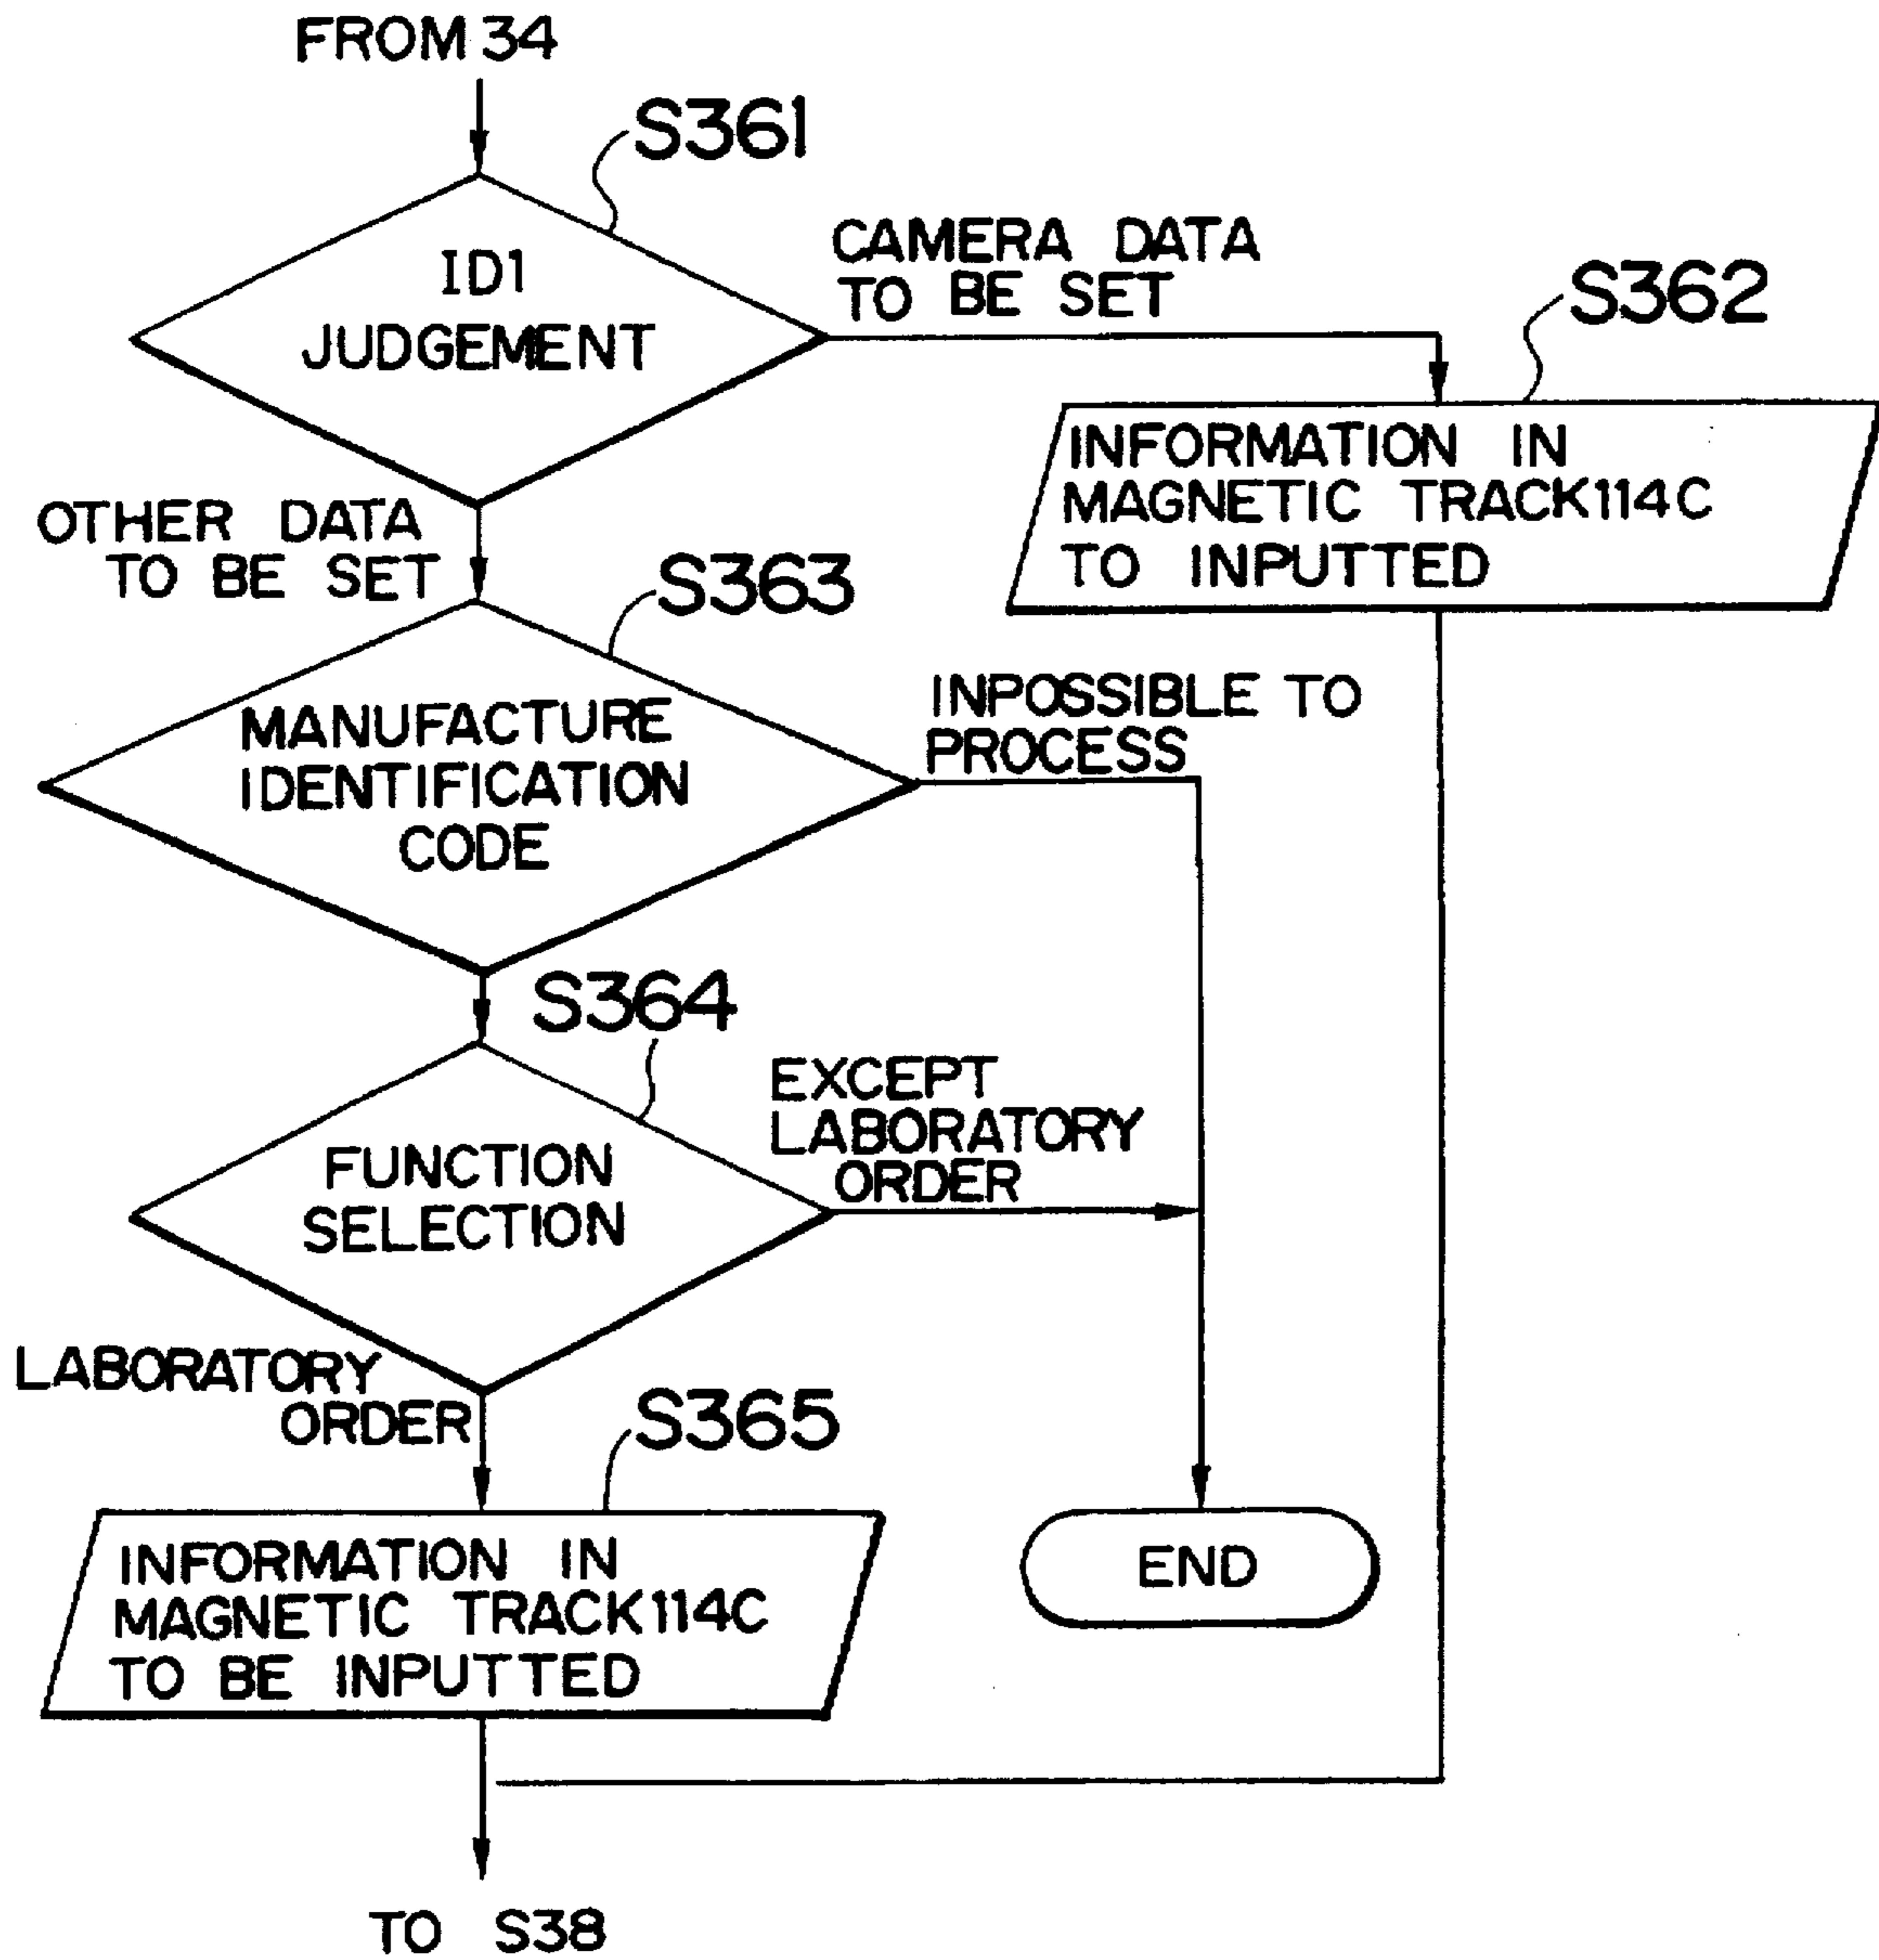 FROM 34
S361
ID1
JUDGEMENT
CAMERA DATA
TO BE SET
S362
INFORMATION IN
MAGNETIC TRACK114C
TO INPUTTED
OTHER DATA
TO BE SET
S363
MANUFACTURE
IDENTIFICATION
CODE
INPOSSIBLE TO
PROCESS
S364
FUNCTION
SELECTION
EXCEPT
LABORATORY
ORDER
LABORATORY
ORDER
S365
INFORMATION IN
MAGNETIC TRACK114C
TO BE INPUTTED
END
TO S38